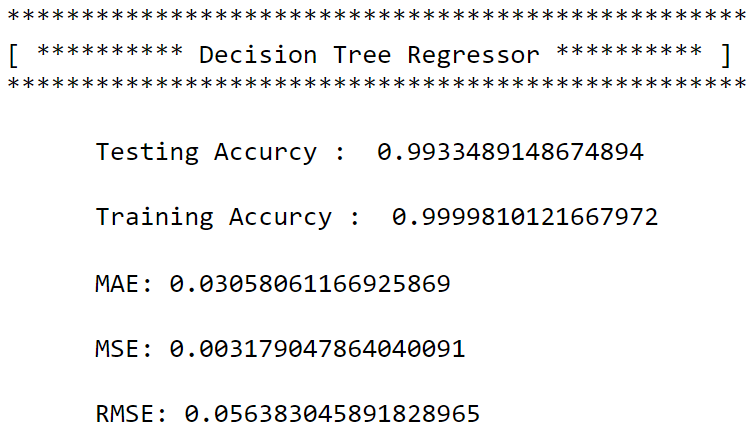 **************************************************
[ ********** Decision Tree Regressor ********** ]
**************************************************
Testing Accurcy :  0.9933489148674894
Training Accurcy :  0.9999810121667972
MAE: 0.03058061166925869
MSE: 0.003179047864040091
RMSE: 0.056383045891828965